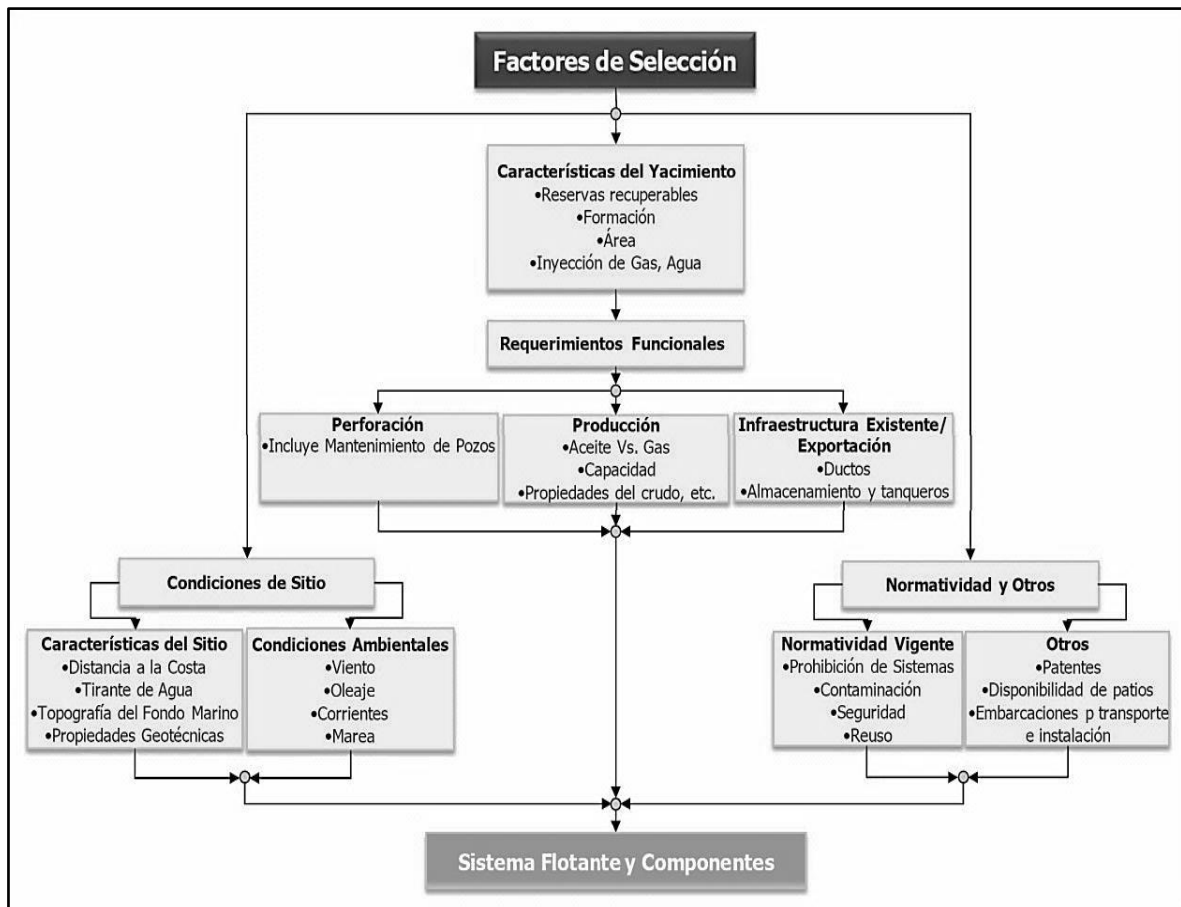 Factores de Selección
Características del Yacimiento
•Reservas recuperables
•Formación
•Área
•Inyección de Gas, Agua
Requerimientos Funcionales
Perforación
•Incluye Mantenimiento de Pozos
Producción
•Aceite Vs. Gas
•Capacidad
•Propiedades del crudo, etc.
Infraestructura Existente/
Exportación
•Ductos
•Almacenamiento y tanqueros
Condiciones de Sitio
Características del Sitio
•Distancia a la Costa
•Tirante de Agua
•Topografía del Fondo Marino
•Propiedades Geotécnicas
Condiciones Ambientales
•Viento
•Oleaje
•Corrientes
•Marea
Normatividad y Otros
Normatividad Vigente
•Prohibición de Sistemas
•Contaminación
•Seguridad
•Reuso
Otros
•Patentes
•Disponibilidad de patios
•Embarcaciones p transporte
e instalación
Sistema Flotante y Componentes